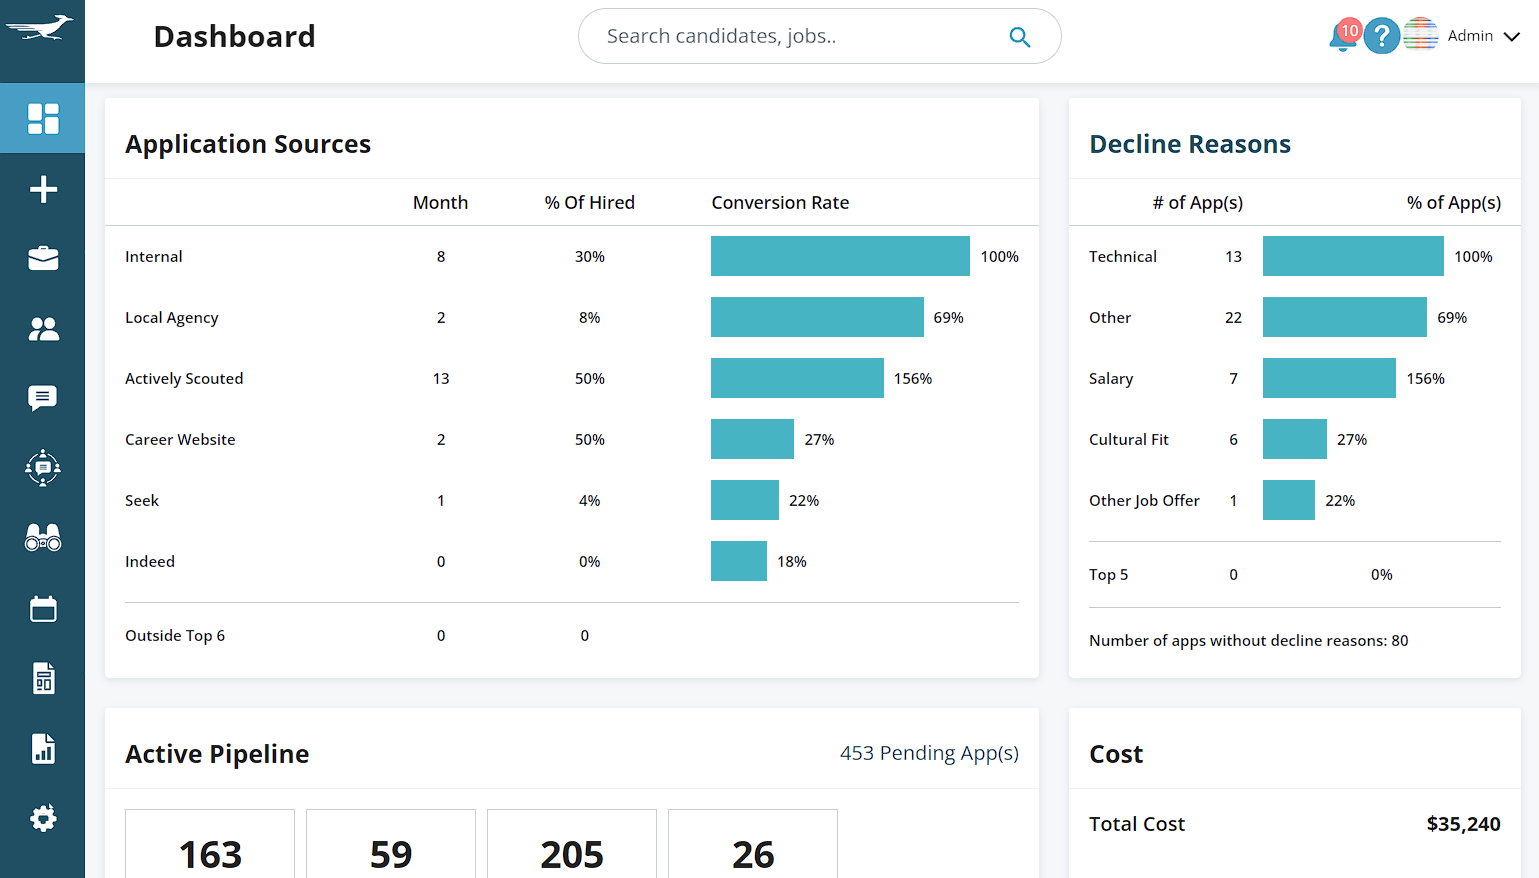 Dashboard
Search candidates, jobs..
10
?
Admin
Application Sources
Month % Of Hired Conversion Rate
Internal 8 30% 100%
Local Agency 2 8% 69%
Actively Scouted 13 50% 156%
Career Website 2 50% 27%
Seek 1 4% 22%
Indeed 0 0% 18%
Outside Top 6 0 0
Decline Reasons
# of App(s) % of App(s)
Technical 13 100%
Other 22 69%
Salary 7 156%
Cultural Fit 6 27%
Other Job Offer 1 22%
Top 5 0 0%
Number of apps without decline reasons: 80
Active Pipeline 453 Pending App(s)
163 59 205 26
Cost
Total Cost $35,240